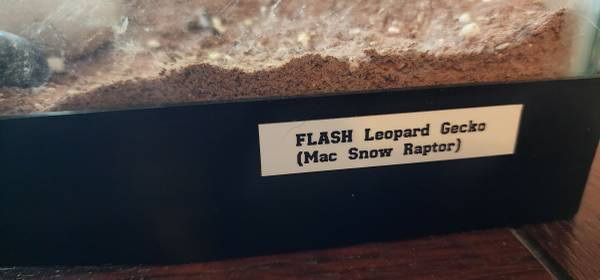 FLASH Leopard Gecko
(Mac Snow Raptor)